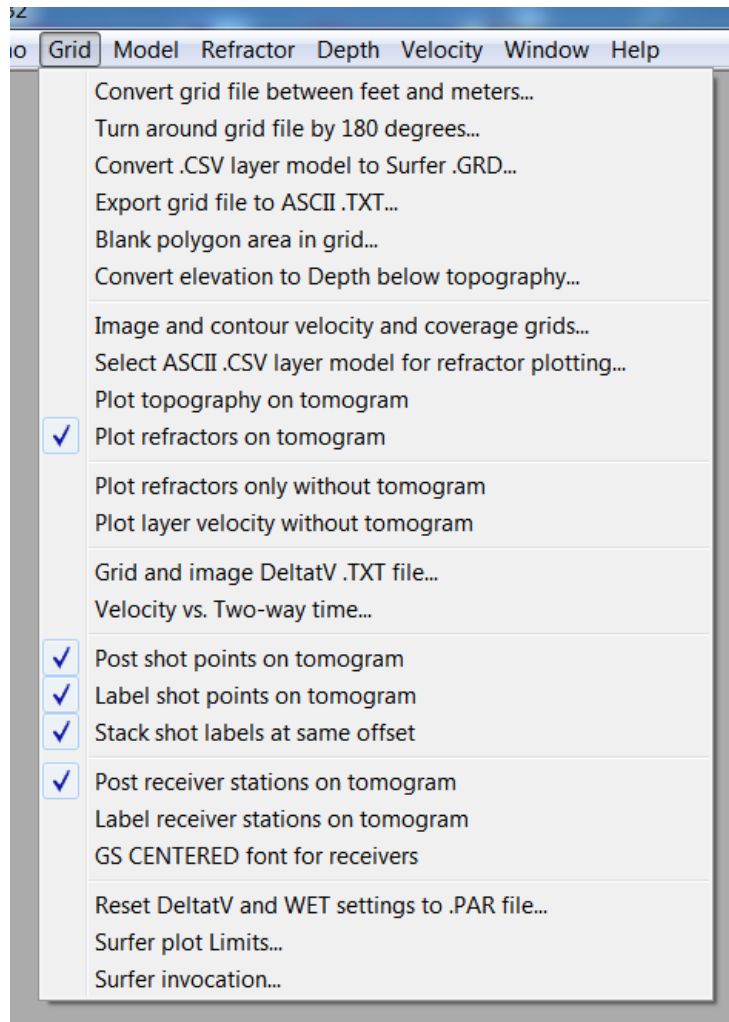 Grid Model Refractor Depth Velocity Window Help
Convert grid file between feet and meters...
Turn around grid file by 180 degrees...
Convert .CSV layer model to Surfer .GRD...
Export grid file to ASCII .TXT...
Blank polygon area in grid...
Convert elevation to Depth below topography...
Image and contour velocity and coverage grids...
Select ASCII .CSV layer model for refractor plotting...
Plot topography on tomogram
Plot refractors on tomogram
Plot refractors only without tomogram
Plot layer velocity without tomogram
Grid and image DeltatV .TXT file...
Velocity vs. Two-way time...
Post shot points on tomogram
Label shot points on tomogram
Stack shot labels at same offset
Post receiver stations on tomogram
Label receiver stations on tomogram
GS CENTERED font for receivers
Reset DeltatV and WET settings to .PAR file...
Surfer plot Limits...
Surfer invocation...